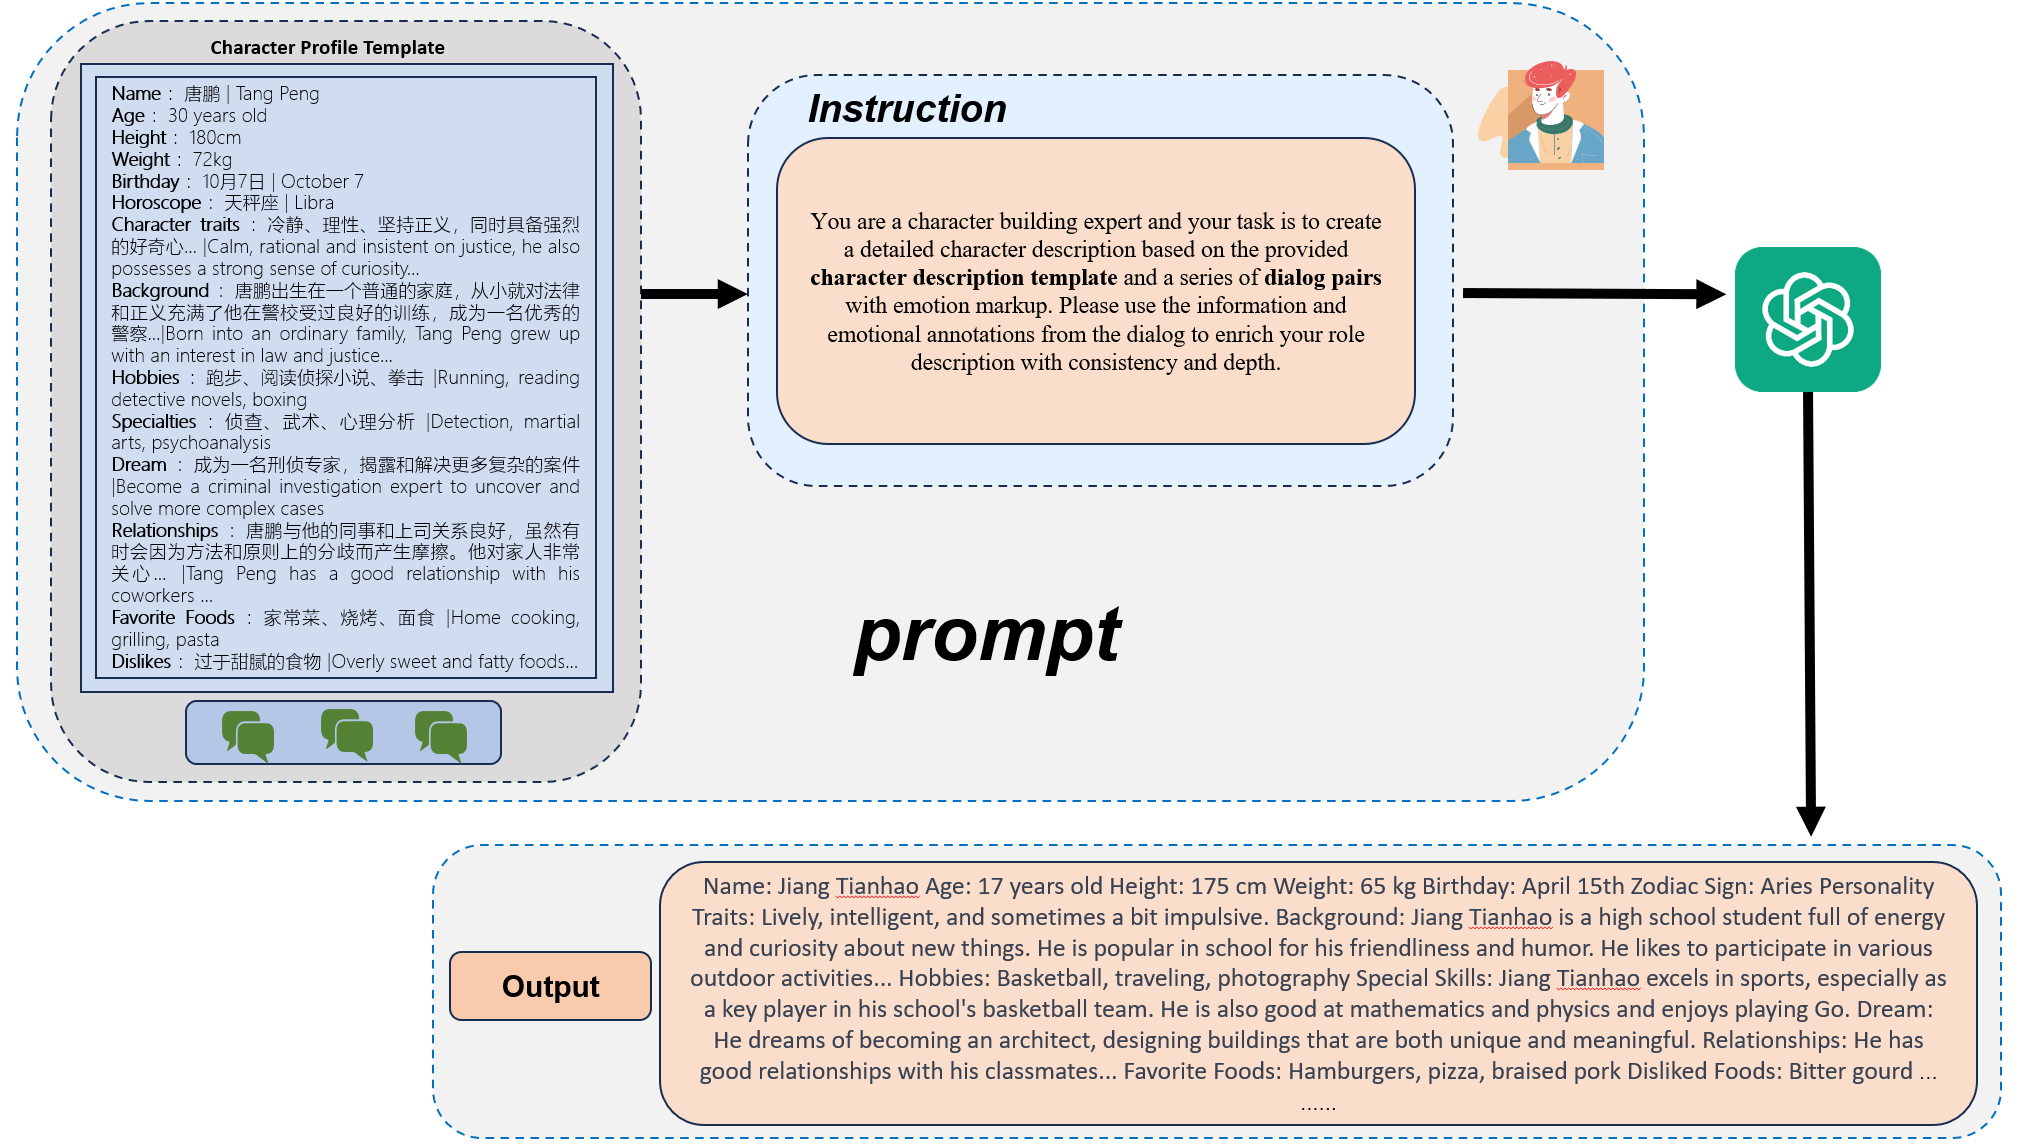 Character Profile Template
Name : 唐鹏 | Tang Peng
Age : 30 years old
Height : 180cm
Weight : 72kg
Birthday : 10月7日 | October 7
Horoscope : 天秤座 | Libra
Character traits : 冷静、理性、坚持正义，同时具备强烈
的好奇心... |Calm, rational and insistent on justice, he also
possesses a strong sense of curiosity...
Background : 唐鹏出生在一个普通的家庭，从小就对法律
和正义充满了他在警校受过良好的训练，成为一名优秀的
警察...|Born into an ordinary family, Tang Peng grew up
with an interest in law and justice...
Hobbies : 跑步、阅读侦探小说、拳击 |Running, reading
detective novels, boxing
Specialties : 侦查、武术、心理分析 |Detection, martial
arts, psychoanalysis
Dream : 成为一名刑侦专家，揭露和解决更多复杂的案件
|Become a criminal investigation expert to uncover and
solve more complex cases
Relationships : 唐鹏与他的同事和上司关系良好，虽然有
时会因为方法和原则上的分歧而产生摩擦。他对家人非常
关心... |Tang Peng has a good relationship with his
coworkers ...
Favorite Foods : 家常菜、烧烤、面食 |Home cooking,
grilling, pasta
Dislikes : 过于甜腻的食物 |Overly sweet and fatty foods...
Instruction
You are a character building expert and your task is to create
a detailed character description based on the provided
character description template and a series of dialog pairs
with emotion markup. Please use the information and
emotional annotations from the dialog to enrich your role
description with consistency and depth.
prompt
Output
Name: Jiang Tianhao Age: 17 years old Height: 175 cm Weight: 65 kg Birthday: April 15th Zodiac Sign: Aries Personality
Traits: Lively, intelligent, and sometimes a bit impulsive. Background: Jiang Tianhao is a high school student full of energy
and curiosity about new things. He is popular in school for his friendliness and humor. He likes to participate in various
outdoor activities... Hobbies: Basketball, traveling, photography Special Skills: Jiang Tianhao excels in sports, especially as
a key player in his school's basketball team. He is also good at mathematics and physics and enjoys playing Go. Dream:
He dreams of becoming an architect, designing buildings that are both unique and meaningful. Relationships: He has
good relationships with his classmates... Favorite Foods: Hamburgers, pizza, braised pork Disliked Foods: Bitter gourd ...
......